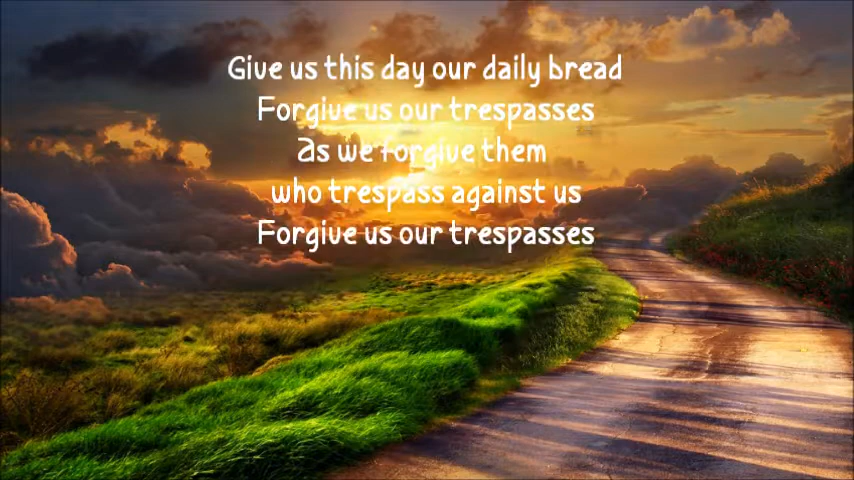 Give us this day our daily bread
Forgive us our trespasses
As we forgive them
who trespass against us
Forgive us our trespasses